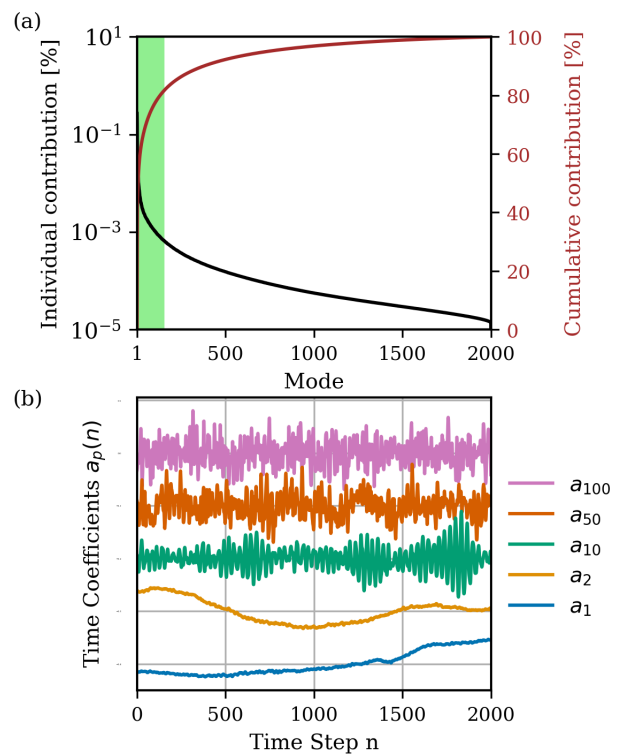 (a)
Individual contribution [%]
10^1
10^−1
10^−3
10^−5
Cumulative contribution [%]
100
80
60
40
20
0
1 500 1000 1500 2000
Mode
(b)
Time Coefficients a_p(n)
a_100
a_50
a_10
a_2
a_1
0 500 1000 1500 2000
Time Step n